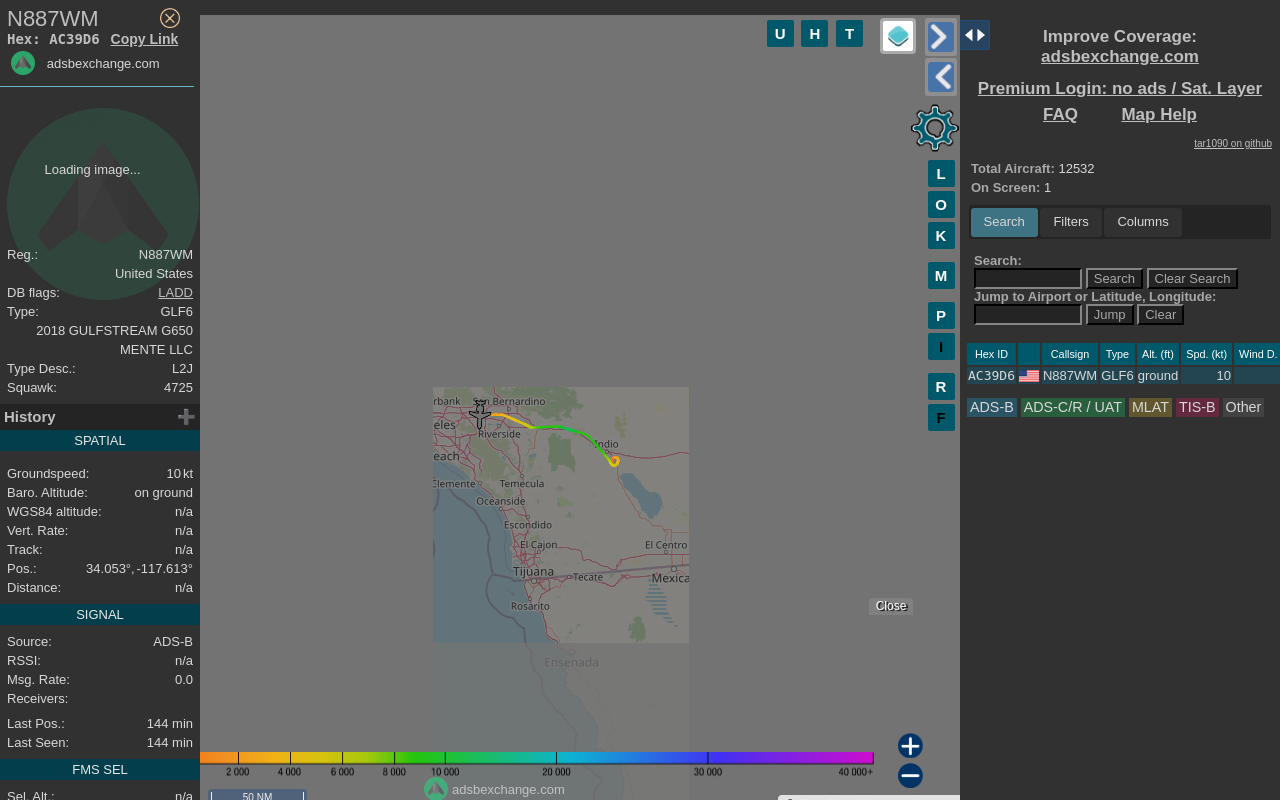 N887WM
Hex: AC39D6 Copy Link
adsbexchange.com
Loading image...
Reg.: N887WM
United States
DB flags: LADD
Type: GLF6
2018 GULFSTREAM G650
MENTE LLC
Type Desc.: L2J
Squawk: 4725
History
SPATIAL
Groundspeed: 10 kt
Baro. Altitude: on ground
WGS84 altitude: n/a
Vert. Rate: n/a
Track: n/a
Pos.: 34.053°, -117.613°
Distance: n/a
SIGNAL
Source: ADS-B
RSSI: n/a
Msg. Rate: 0.0
Receivers:
Last Pos.: 144 min
Last Seen: 144 min
FMS SEL
Sel. Alt.: n/a
U H T
L
O
K
M
P
I
R
F
rbank San Bernardino
eles
Riverside
each
Indio
Clemente Temecula
Oceanside
Escondido
El Cajon El Centro
Tijuana Tecate Mexica
Rosarito
Ensenada
Close
2 000 4 000 6 000 8 000 10 000 20 000 30 000 40 000+
adsbexchange.com
50 NM
Improve Coverage:
adsbexchange.com
Premium Login: no ads / Sat. Layer
FAQ Map Help
tar1090 on github
Total Aircraft: 12532
On Screen: 1
Search Filters Columns
Search:
Search Clear Search
Jump to Airport or Latitude, Longitude:
Jump Clear
Hex ID Callsign Type Alt. (ft) Spd. (kt) Wind D.
AC39D6 N887WM GLF6 ground 10
ADS-B ADS-C/R / UAT MLAT TIS-B Other